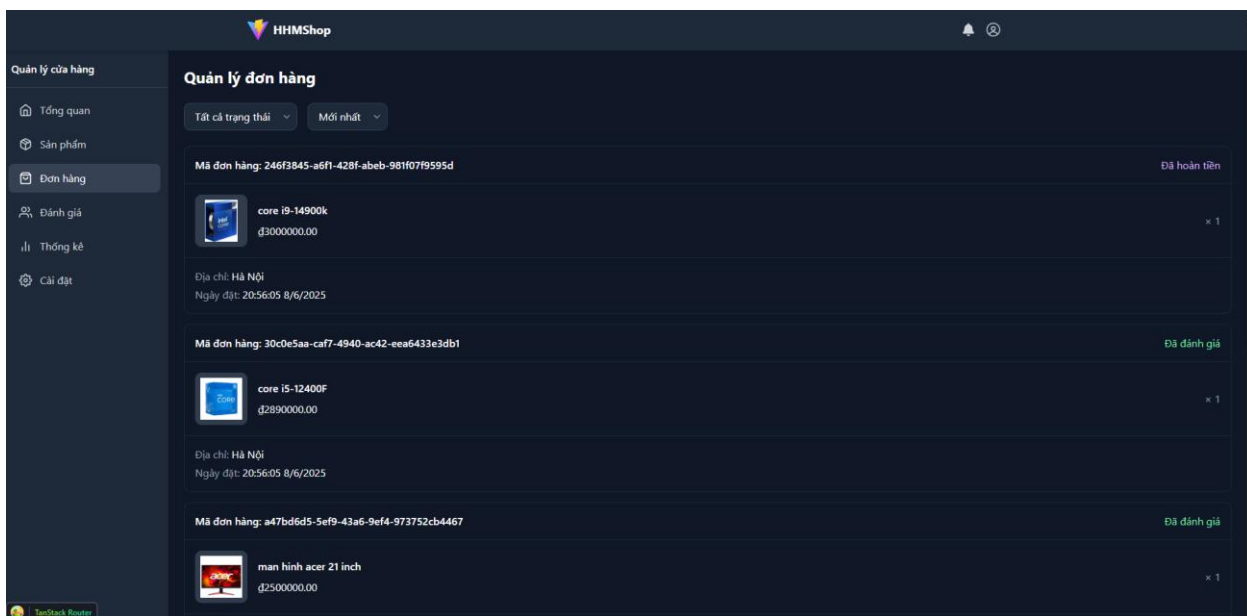 HHMShop
Quản lý cửa hàng
Tổng quan
Sản phẩm
Đơn hàng
Đánh giá
Thống kê
Cài đặt
Quản lý đơn hàng
Tất cả trạng thái
Mới nhất
Mã đơn hàng: 246f3845-a6f1-428f-abeb-981f07f9595d
Đã hoàn tiền
intel CORE
core i9-14900k
₫3000000.00
× 1
Địa chỉ: Hà Nội
Ngày đặt: 20:56:05 8/6/2025
Mã đơn hàng: 30c0e5aa-caf7-4940-ac42-eea6433e3db1
Đã đánh giá
CORE
core i5-12400F
₫2890000.00
× 1
Địa chỉ: Hà Nội
Ngày đặt: 20:56:05 8/6/2025
Mã đơn hàng: a47bd6d5-5ef9-43a6-9ef4-973752cb4467
Đã đánh giá
acer
man hinh acer 21 inch
₫2500000.00
× 1
TanStack Router